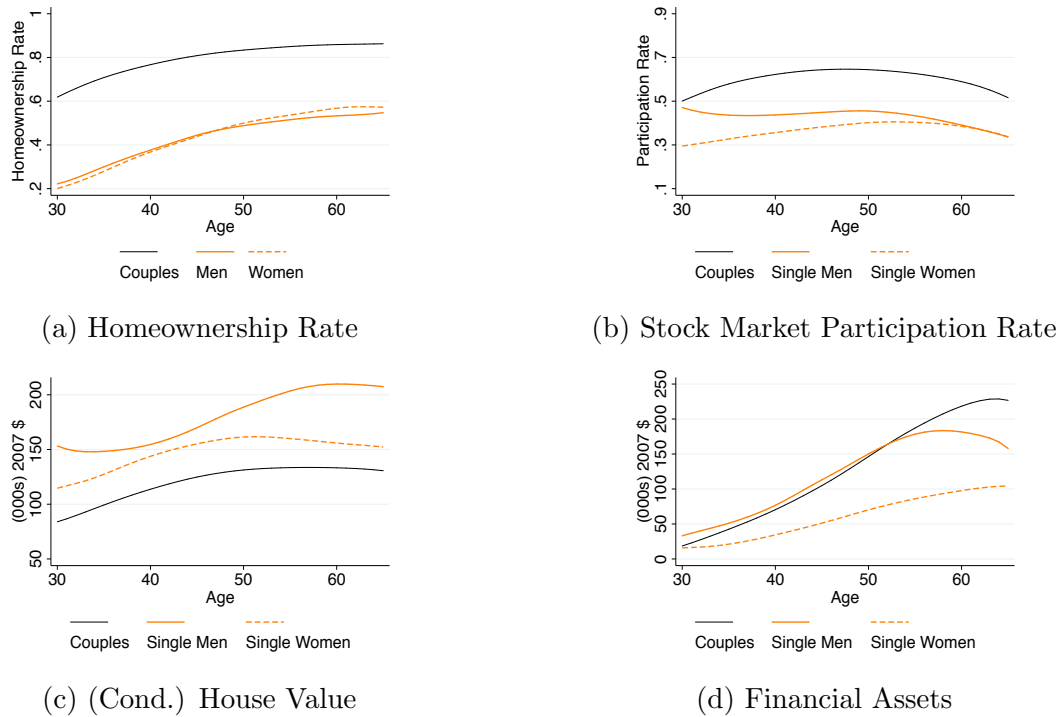 Homeownership Rate
1
.8
.6
.4
.2
30 40 50 60
Age
Couples Men Women
(a) Homeownership Rate
Participation Rate
.9
.7
.5
.3
.1
30 40 50 60
Age
Couples Single Men Single Women
(b) Stock Market Participation Rate
(000s) 2007 $
200
150
100
50
30 40 50 60
Age
Couples Single Men Single Women
(c) (Cond.) House Value
(000s) 2007 $
250
200
150
100
50
0
30 40 50 60
Age
Couples Single Men Single Women
(d) Financial Assets